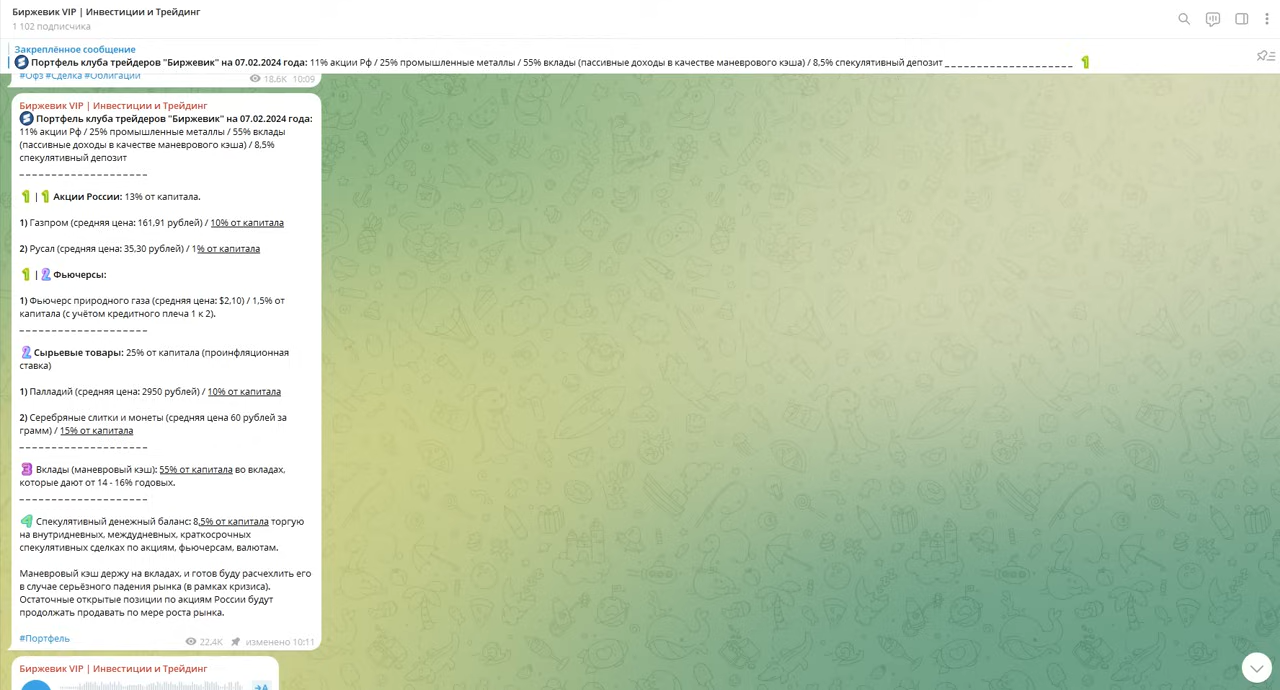 Биржевик VIP | Инвестиции и Трейдинг
1 102 подписчика
Закреплённое сообщение
Портфель клуба трейдеров "Биржевик" на 07.02.2024 года: 11% акции Рф / 25% промышленные металлы / 55% вклады (пассивные доходы в качестве маневрового кэша) / 8,5% спекулятивный депозит _ _ _ _ _ _ _ _ _ _ _ _ _ _ _ _ _ _ _ _ 1
#Офз #Сделка #Облигации 18.6K 10:09
Биржевик VIP | Инвестиции и Трейдинг
Портфель клуба трейдеров "Биржевик" на 07.02.2024 года:
11% акции Рф / 25% промышленные металлы / 55% вклады
(пассивные доходы в качестве маневрового кэша) / 8,5%
спекулятивный депозит
_ _ _ _ _ _ _ _ _ _ _ _ _ _ _ _ _ _ _ _
1 | 1 Акции России: 13% от капитала.
1) Газпром (средняя цена: 161,91 рублей) / 10% от капитала
2) Русал (средняя цена: 35,30 рублей) / 1% от капитала
1 | 2 Фьючерсы:
1) Фьючерс природного газа (средняя цена: $2,10) / 1,5% от
капитала (с учётом кредитного плеча 1 к 2).
_ _ _ _ _ _ _ _ _ _ _ _ _ _ _ _ _ _ _ _
2 Сырьевые товары: 25% от капитала (проинфляционная
ставка)
1) Палладий (средняя цена: 2950 рублей) / 10% от капитала
2) Серебряные слитки и монеты (средняя цена 60 рублей за
грамм) / 15% от капитала
_ _ _ _ _ _ _ _ _ _ _ _ _ _ _ _ _ _ _ _
3 Вклады (маневровый кэш): 55% от капитала во вкладах,
которые дают от 14 - 16% годовых.
_ _ _ _ _ _ _ _ _ _ _ _ _ _ _ _ _ _ _ _
4 Спекулятивный денежный баланс: 8,5% от капитала торгую
на внутридневных, междудневных, краткосрочных
спекулятивных сделках по акциям, фьючерсам, валютам.
Маневровый кэш держу на вкладах, и готов буду расчехлить его
в случае серьёзного падения рынка (в рамках кризиса).
Остаточные открытые позиции по акциям России будут
продолжать продавать по мере роста рынка.
#Портфель 22.4K изменено 10:11
Биржевик VIP | Инвестиции и Трейдинг
→A